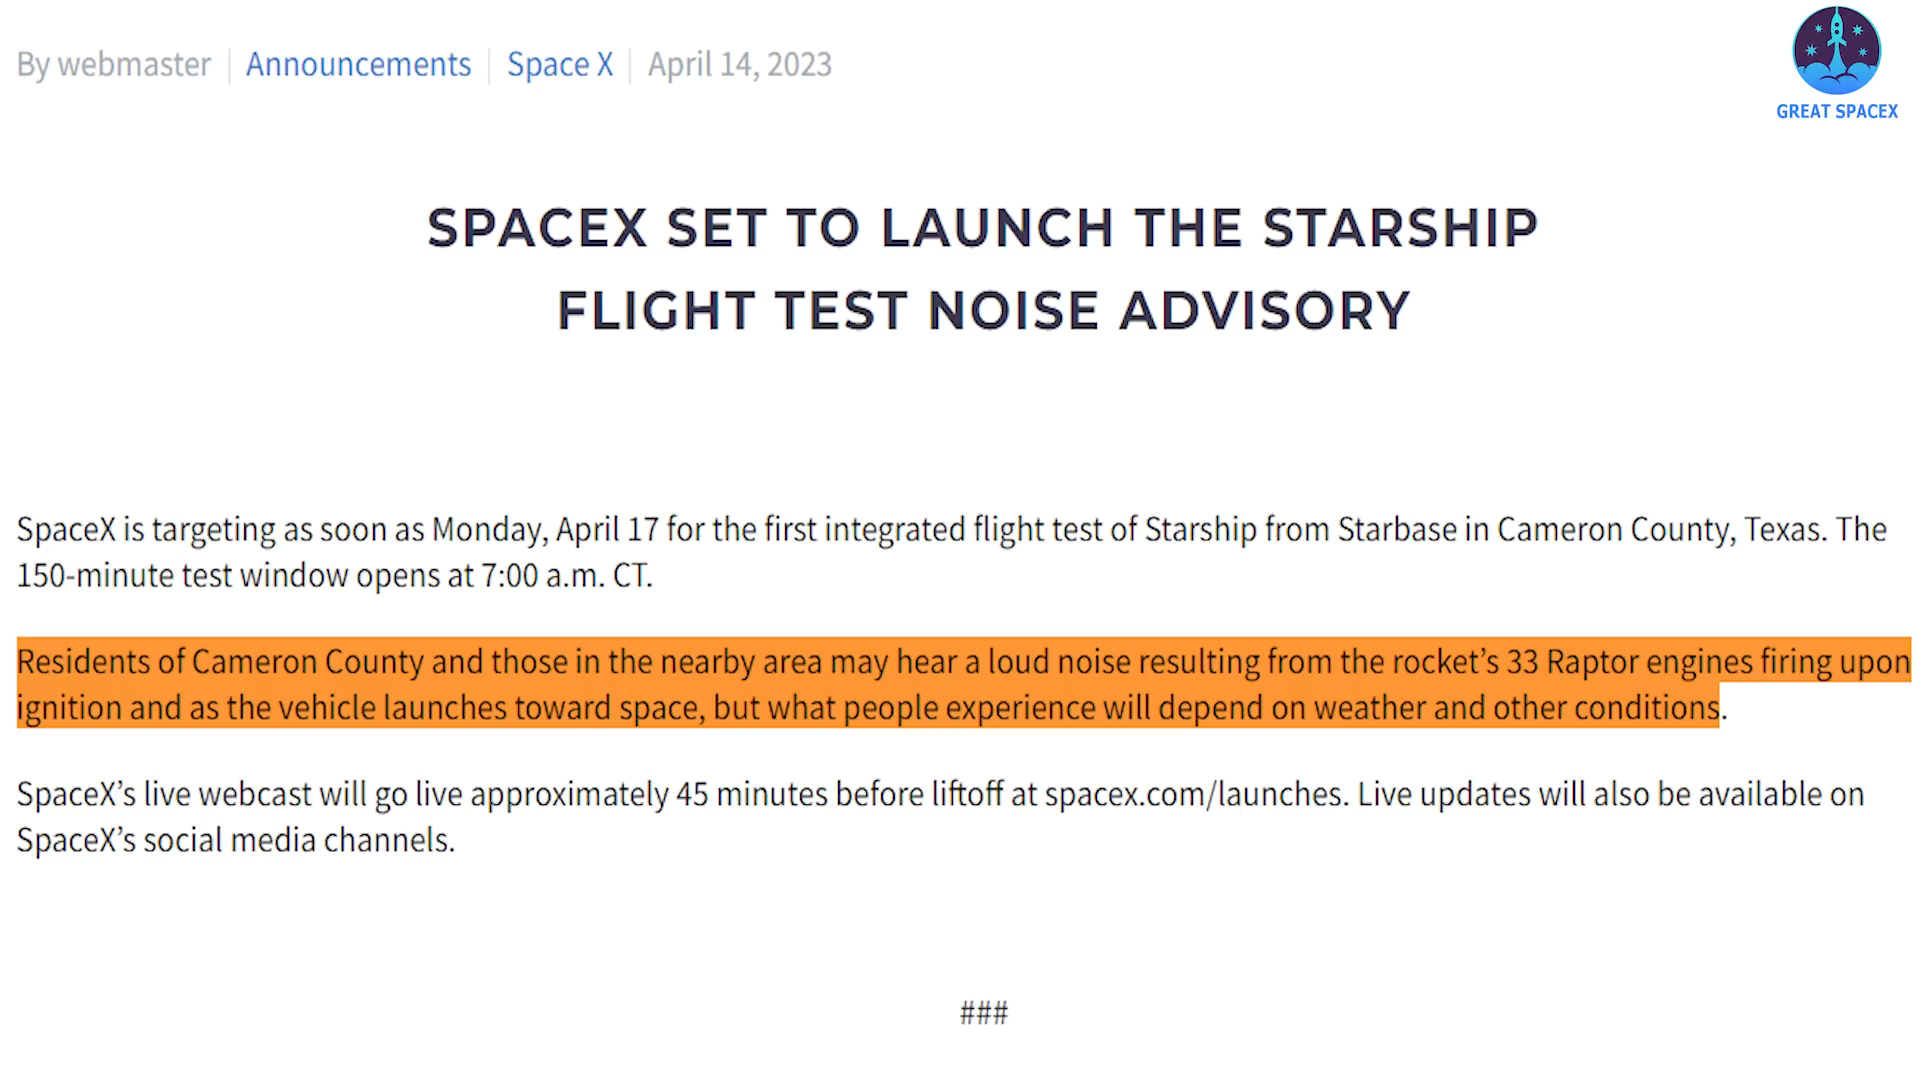 By webmaster | Announcements | Space X | April 14, 2023
GREAT SPACEX
SPACEX SET TO LAUNCH THE STARSHIP
FLIGHT TEST NOISE ADVISORY
SpaceX is targeting as soon as Monday, April 17 for the first integrated flight test of Starship from Starbase in Cameron County, Texas. The
150-minute test window opens at 7:00 a.m. CT.
Residents of Cameron County and those in the nearby area may hear a loud noise resulting from the rocket’s 33 Raptor engines firing upon
ignition and as the vehicle launches toward space, but what people experience will depend on weather and other conditions.
SpaceX’s live webcast will go live approximately 45 minutes before liftoff at spacex.com/launches. Live updates will also be available on
SpaceX’s social media channels.
###